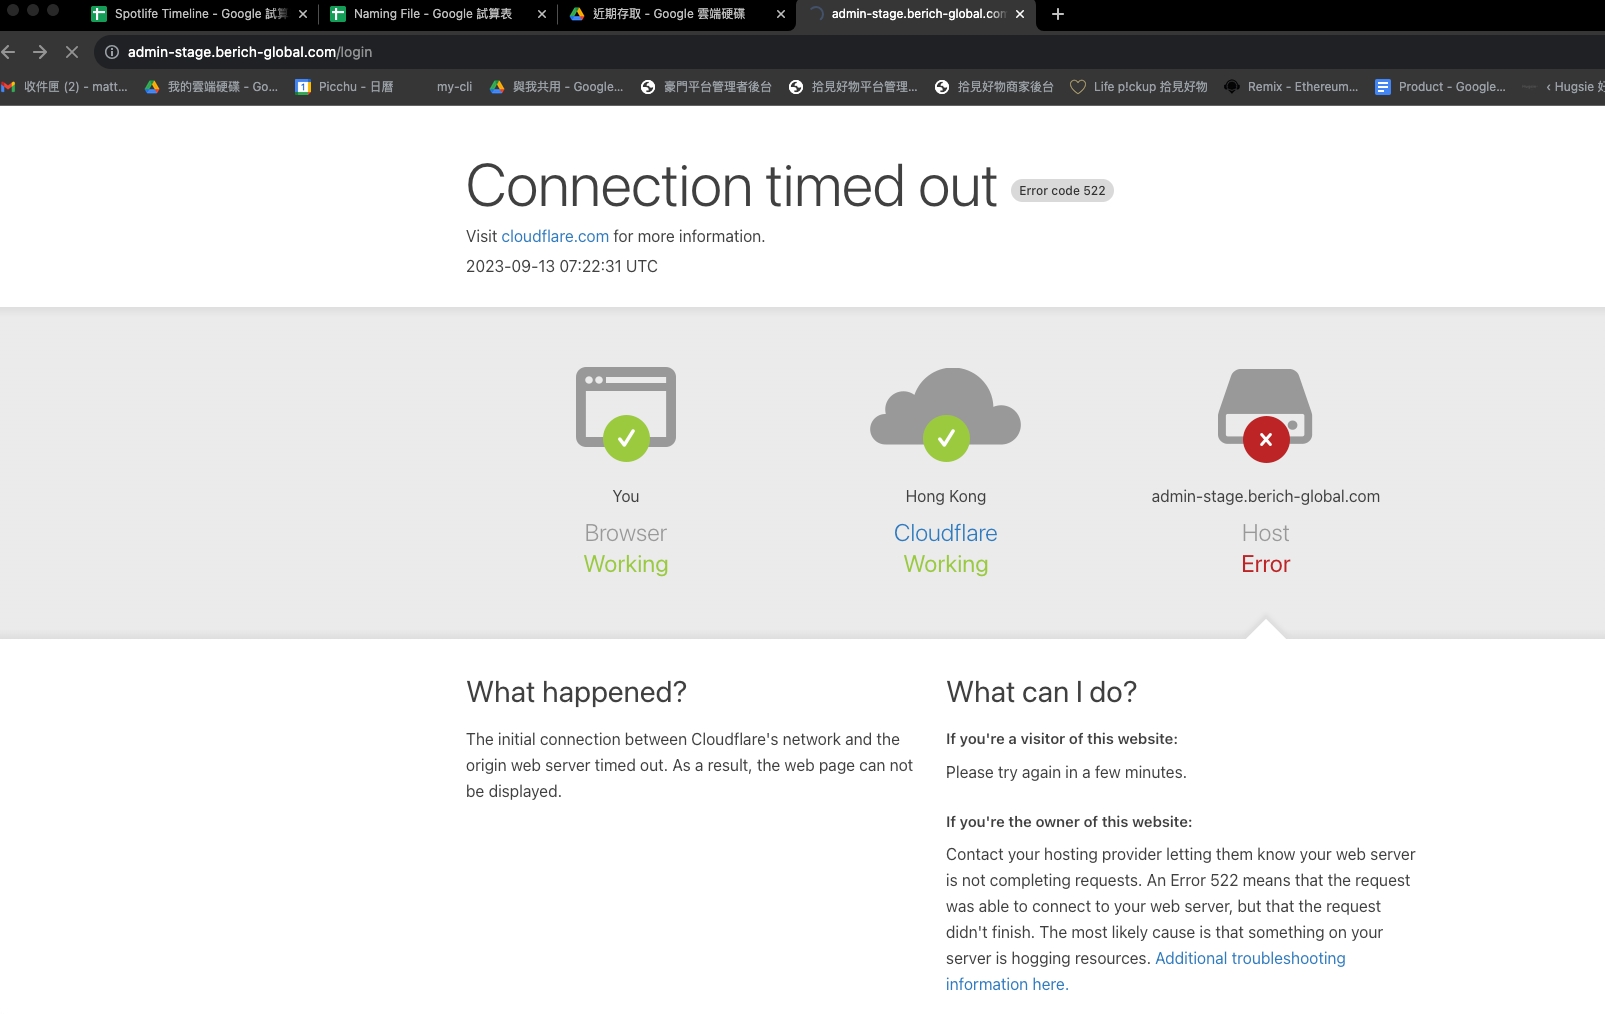 Spotlife Timeline - Google 試算
Naming File - Google 試算表
近期存取 - Google 雲端硬碟
admin-stage.berich-global.com
admin-stage.berich-global.com/login
收件匣 (2) - matt...
我的雲端硬碟 - Go...
Picchu - 日曆
my-cli
與我共用 - Google...
豪門平台管理者後台
拾見好物平台管理...
拾見好物商家後台
Life p!ckup 拾見好物
Remix - Ethereum...
Product - Google...
‹ Hugsie 好
Connection timed out Error code 522
Visit cloudflare.com for more information.
2023-09-13 07:22:31 UTC
You
Browser
Working
Hong Kong
Cloudflare
Working
admin-stage.berich-global.com
Host
Error
What happened?
The initial connection between Cloudflare's network and the
origin web server timed out. As a result, the web page can not
be displayed.
What can I do?
If you're a visitor of this website:
Please try again in a few minutes.
If you're the owner of this website:
Contact your hosting provider letting them know your web server
is not completing requests. An Error 522 means that the request
was able to connect to your web server, but that the request
didn't finish. The most likely cause is that something on your
server is hogging resources. Additional troubleshooting
information here.